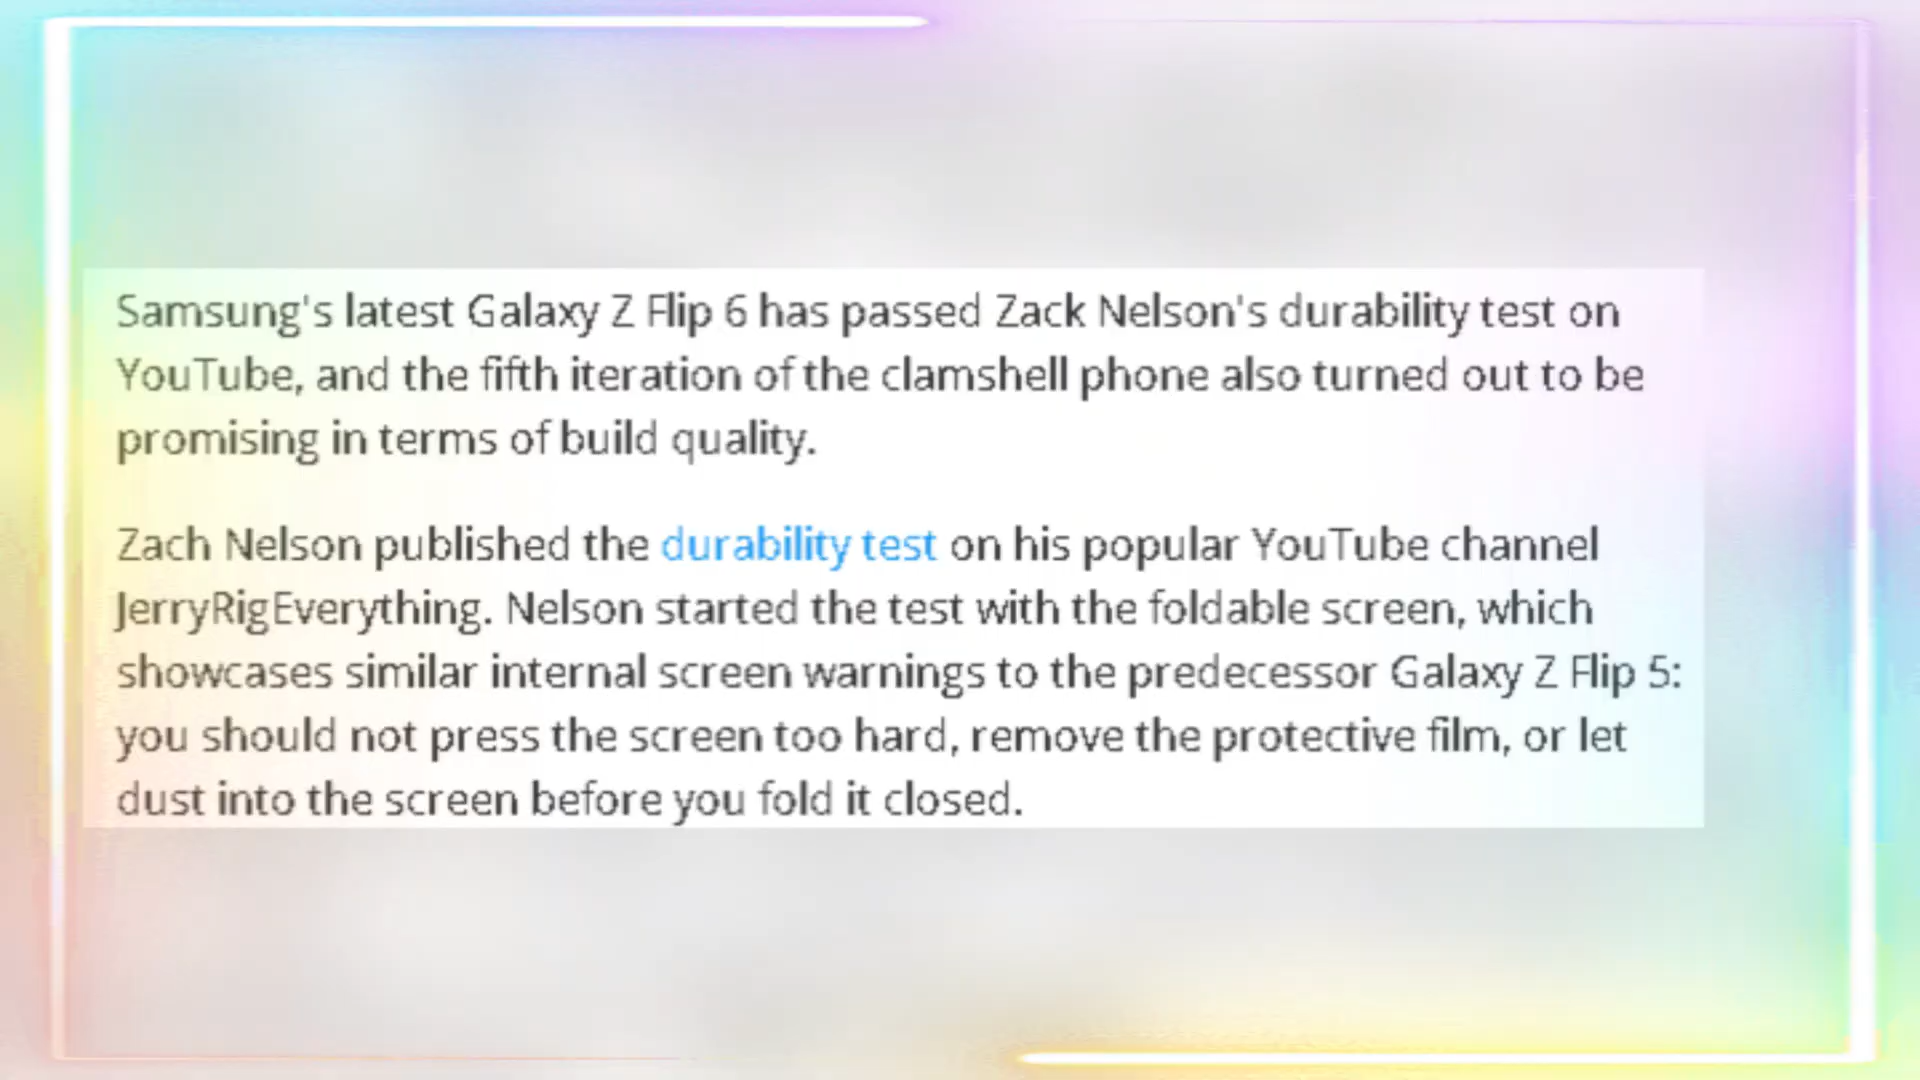 Samsung's latest Galaxy Z Flip 6 has passed Zack Nelson's durability test on
YouTube, and the fifth iteration of the clamshell phone also turned out to be
promising in terms of build quality.
Zach Nelson published the durability test on his popular YouTube channel
JerryRigEverything. Nelson started the test with the foldable screen, which
showcases similar internal screen warnings to the predecessor Galaxy Z Flip 5:
you should not press the screen too hard, remove the protective film, or let
dust into the screen before you fold it closed.